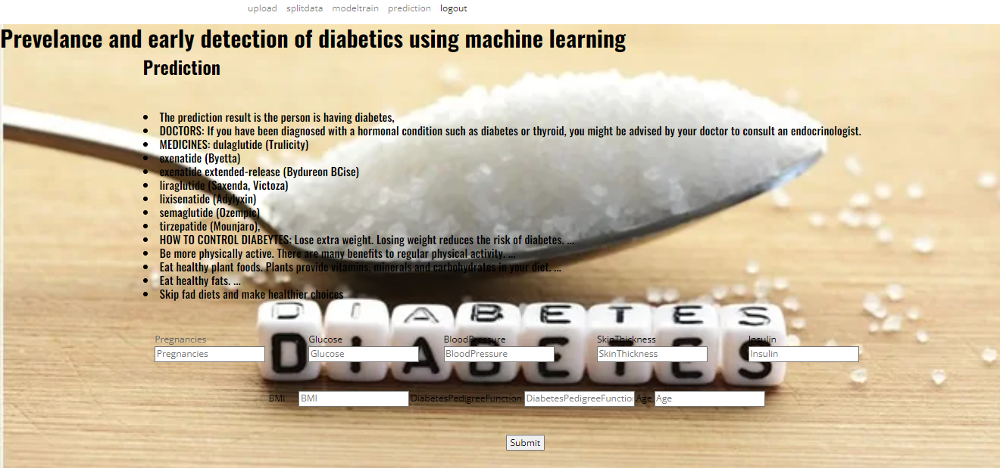 upload splitdata modeltrain prediction logout
Prevelance and early detection of diabetics using machine learning
Prediction
The prediction result is the person is having diabetes,
DOCTORS: If you have been diagnosed with a hormonal condition such as diabetes or thyroid, you might be advised by your doctor to consult an endocrinologist.
MEDICINES: dulaglutide (Trulicity)
exenatide (Byetta)
exenatide extended-release (Bydureon BCise)
liraglutide (Saxenda, Victoza)
lixisenatide (Adylyxin)
semaglutide (Ozempic)
tirzepatide (Mounjaro),
HOW TO CONTROL DIABEYTES: Lose extra weight. Losing weight reduces the risk of diabetes. ...
Be more physically active. There are many benefits to regular physical activity. ...
Eat healthy plant foods. Plants provide vitamins, minerals and carbohydrates in your diet. ...
Eat healthy fats. ...
Skip fad diets and make healthier choices
D I A B E T E S
Pregnancies Glucose BloodPressure SkinThickness Insulin
Pregnancies Glucose BloodPressure SkinThickness Insulin
D I A B E T E S
BMI BMI DiabetesPedigreeFunction DiabetesPedigreeFunctio Age Age
Submit